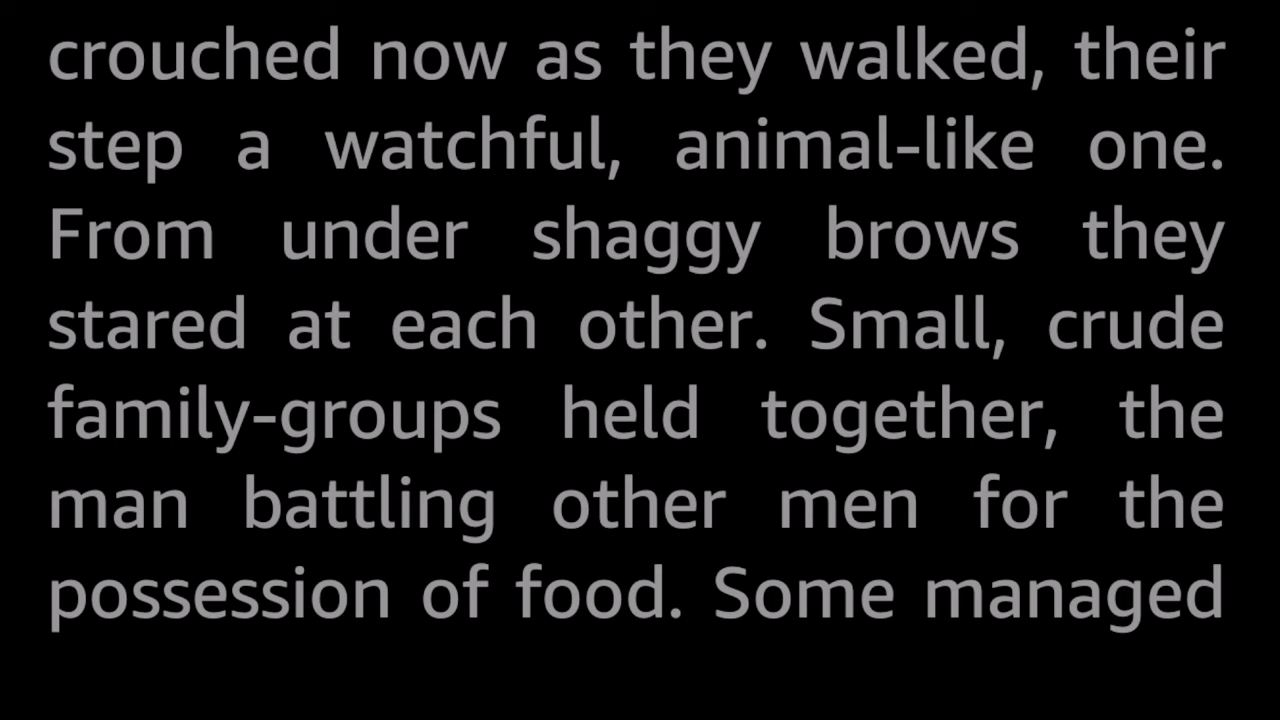 crouched now as they walked, their
step a watchful, animal-like one.
From under shaggy brows they
stared at each other. Small, crude
family-groups held together, the
man battling other men for the
possession of food. Some managed